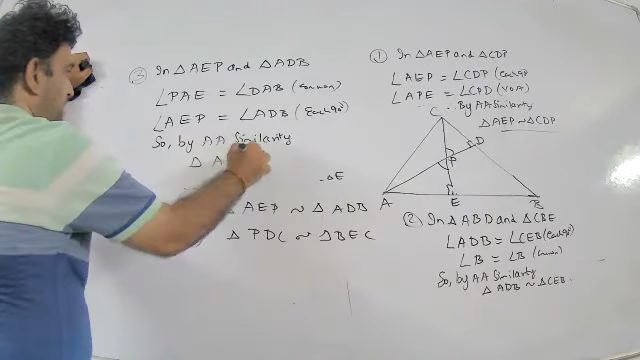 ③ In △AEP and △ADB
∠PAE = ∠DAB (Common)
∠AEP = ∠ADB (Each 90°)
So, by AA Similarity
△ A
.△E
△AEP ~ △ADB
△PDC ~ △BEC
① In △AEP and △CDP
∠AEP = ∠CDP (Each 90°)
∠APE = ∠CPD (VOA)
∴ By AA Similarity
△AEP ~ △CDP
C
D
P
A
E
B
② In △ABD and △CBE
∠ADB = ∠CEB (Each 90°)
∠B = ∠B (Common)
So, by AA Similarity
△ADB ~ △CEB.